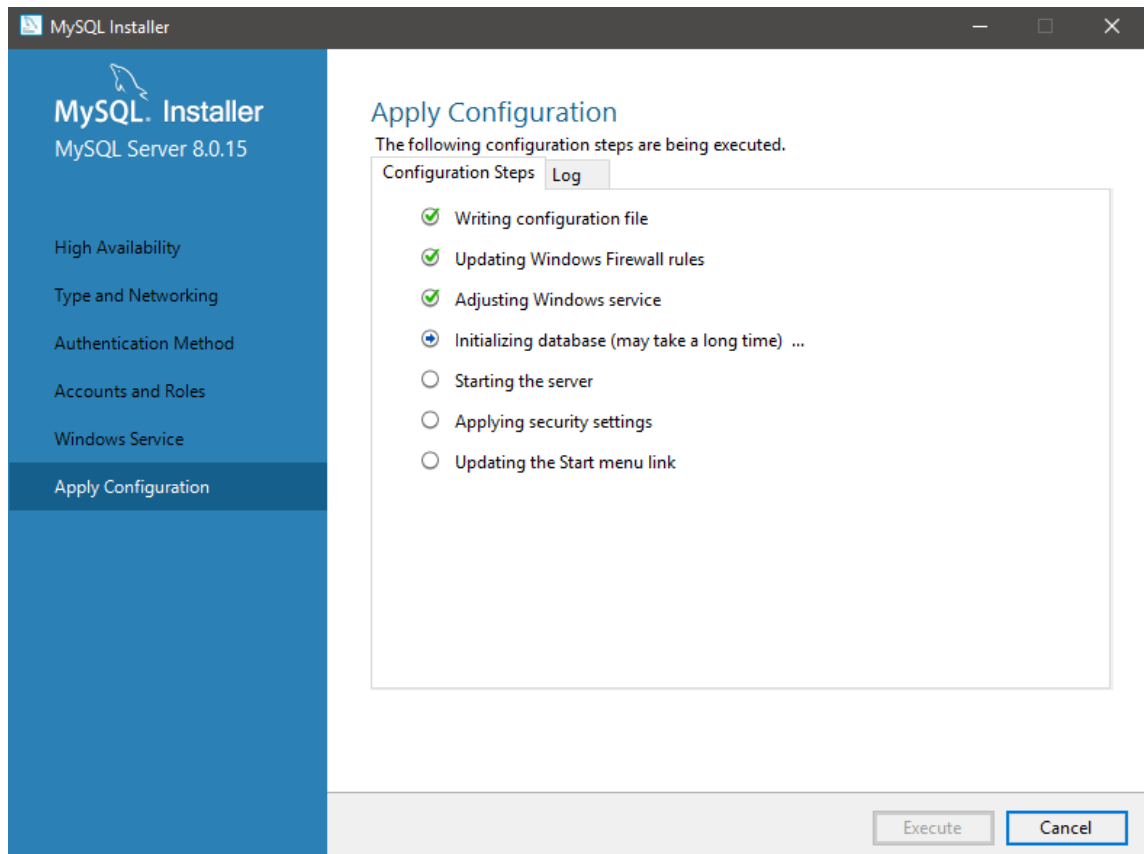 MySQL Installer
MySQL. Installer
MySQL Server 8.0.15
High Availability
Type and Networking
Authentication Method
Accounts and Roles
Windows Service
Apply Configuration
Apply Configuration
The following configuration steps are being executed.
Configuration Steps Log
Writing configuration file
Updating Windows Firewall rules
Adjusting Windows service
Initializing database (may take a long time) ...
Starting the server
Applying security settings
Updating the Start menu link
Execute Cancel